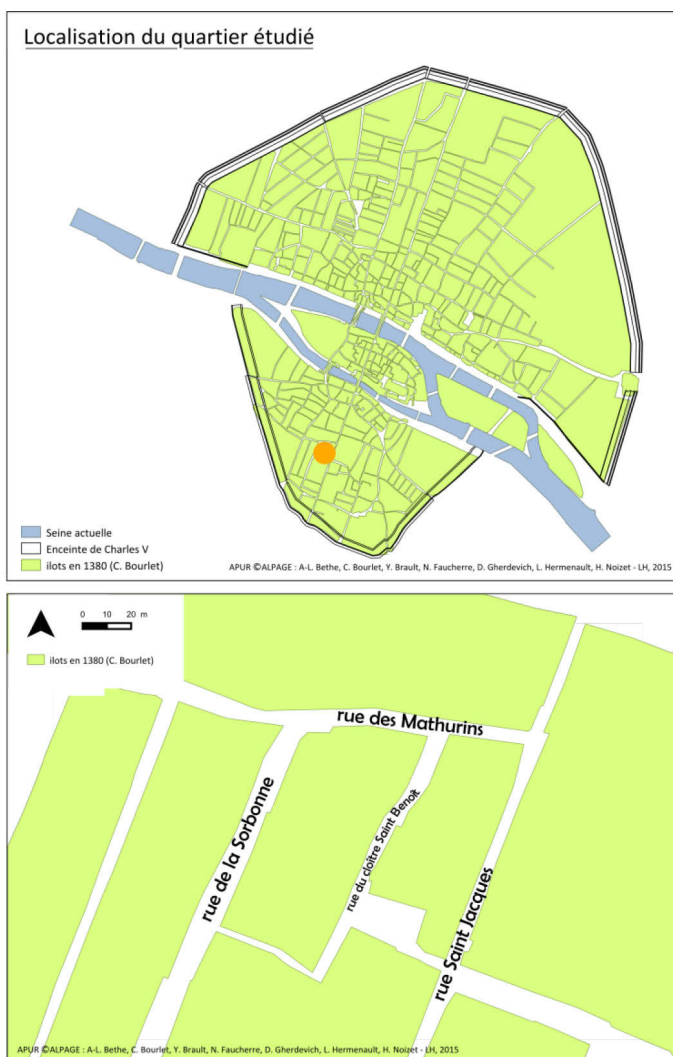 Localisation du quartier étudié
Seine actuelle
Enceinte de Charles V
ilots en 1380 (C. Bourlet)
APUR ©ALPAGE : A-L. Bethe, C. Bourlet, Y. Brault, N. Faucherre, D. Gherdevich, L. Hermenault, H. Noizet - LH, 2015
0 10 20 m
ilots en 1380 (C. Bourlet)
rue des Mathurins
rue de la Sorbonne
rue du cloître Saint Benoît
rue Saint Jacques
APUR ©ALPAGE : A-L. Bethe, C. Bourlet, Y. Brault, N. Faucherre, D. Gherdevich, L. Hermenault, H. Noizet - LH, 2015